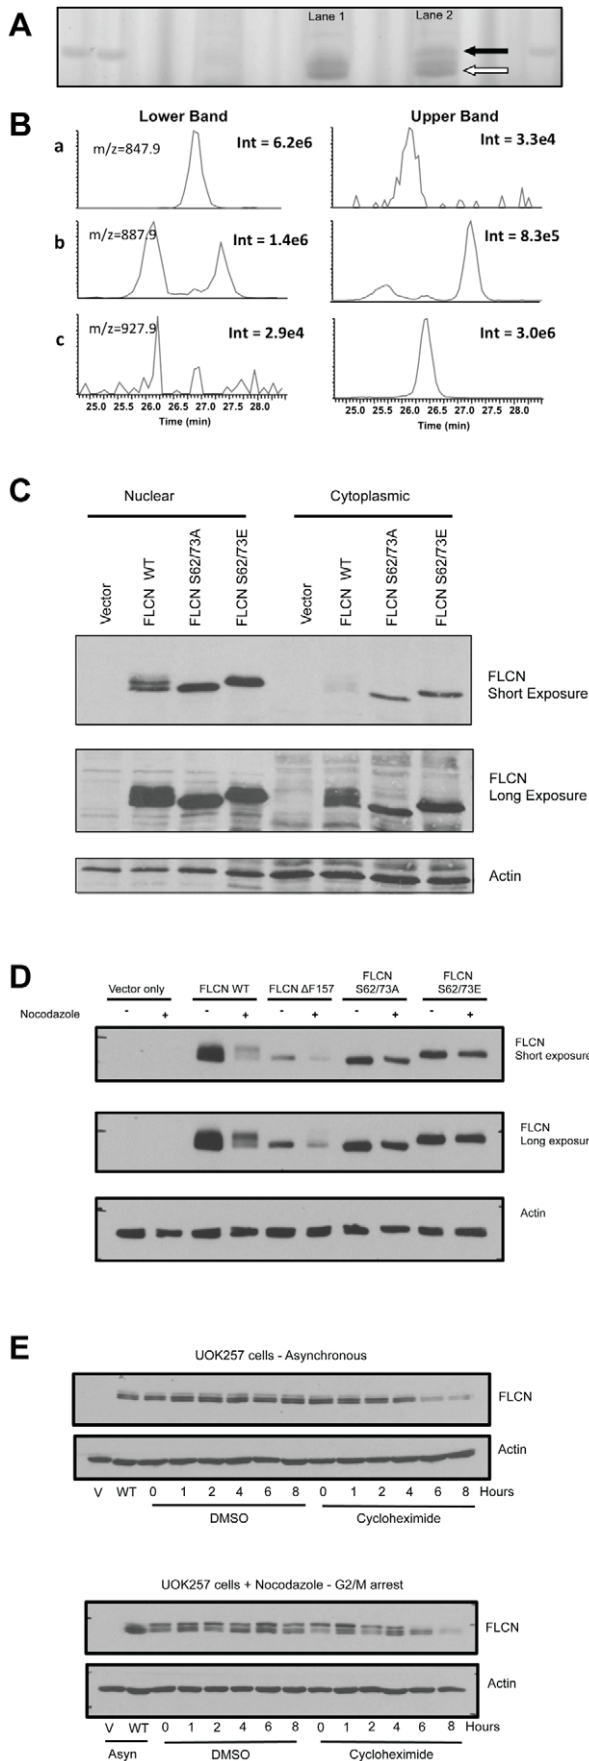 A
Lane 1 Lane 2
B
Lower Band Upper Band
a m/z=847.9 Int = 6.2e6 Int = 3.3e4
b m/z=887.9 Int = 1.4e6 Int = 8.3e5
c m/z=927.9 Int = 2.9e4 Int = 3.0e6
25.0 25.5 26.0 26.5 27.0 27.5 28.0 25.0 25.5 26.0 26.5 27.0 27.5 28.0
Time (min) Time (min)
C
Nuclear Cytoplasmic
Vector FLCN WT FLCN S62/73A FLCN S62/73E Vector FLCN WT FLCN S62/73A FLCN S62/73E
FLCN
Short Exposure
FLCN
Long Exposure
Actin
D
Vector only FLCN WT FLCN ΔF157 FLCN S62/73A FLCN S62/73E
Nocodazole - + - + - + - + - +
FLCN
Short exposure
FLCN
Long exposure
Actin
E
UOK257 cells - Asynchronous
FLCN
Actin
V WT 0 1 2 4 6 8 0 1 2 4 6 8 Hours
DMSO Cycloheximide
UOK257 cells + Nocodazole - G2/M arrest
FLCN
Actin
V WT 0 1 2 4 6 8 0 1 2 4 6 8 Hours
Asyn DMSO Cycloheximide